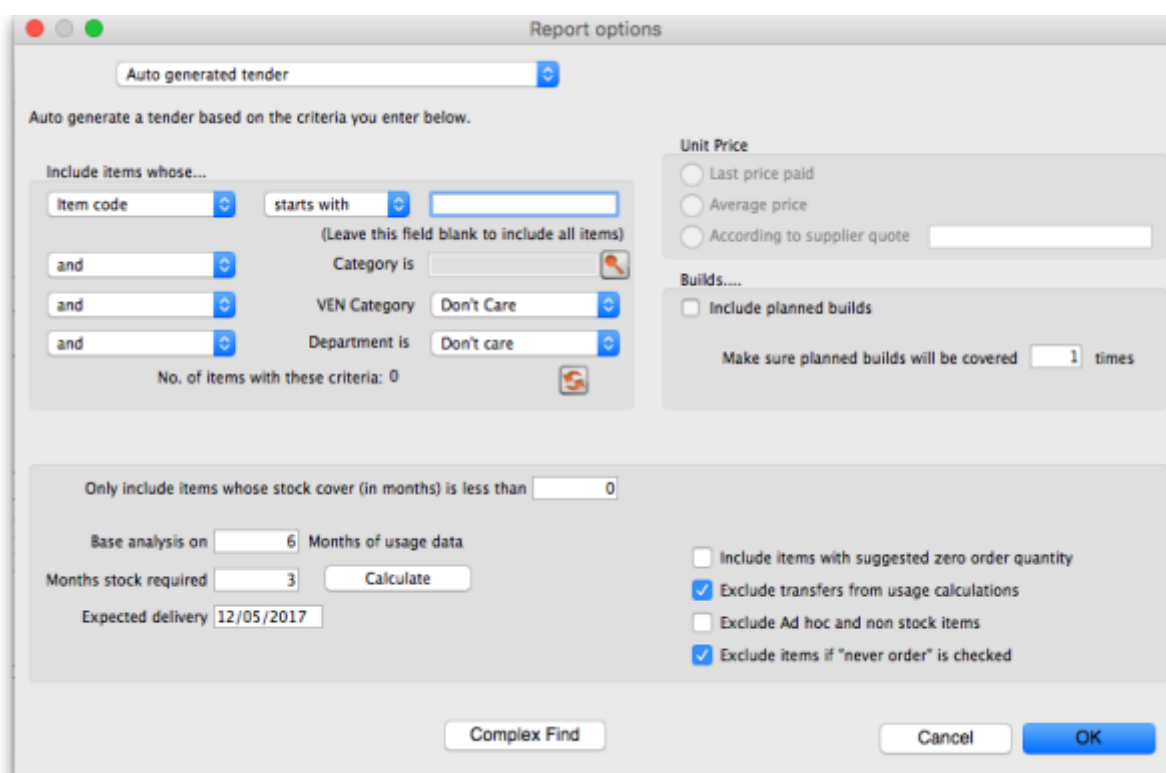 Report options
Auto generated tender
Auto generate a tender based on the criteria you enter below.
Include items whose...
Item code starts with
(Leave this field blank to include all items)
and Category is
and VEN Category Don't Care
and Department is Don't care
No. of items with these criteria: 0
Unit Price
Last price paid
Average price
According to supplier quote
Builds....
Include planned builds
Make sure planned builds will be covered 1 times
Only include items whose stock cover (in months) is less than 0
Base analysis on 6 Months of usage data
Months stock required 3 Calculate
Expected delivery 12/05/2017
Include items with suggested zero order quantity
Exclude transfers from usage calculations
Exclude Ad hoc and non stock items
Exclude items if "never order" is checked
Complex Find Cancel OK